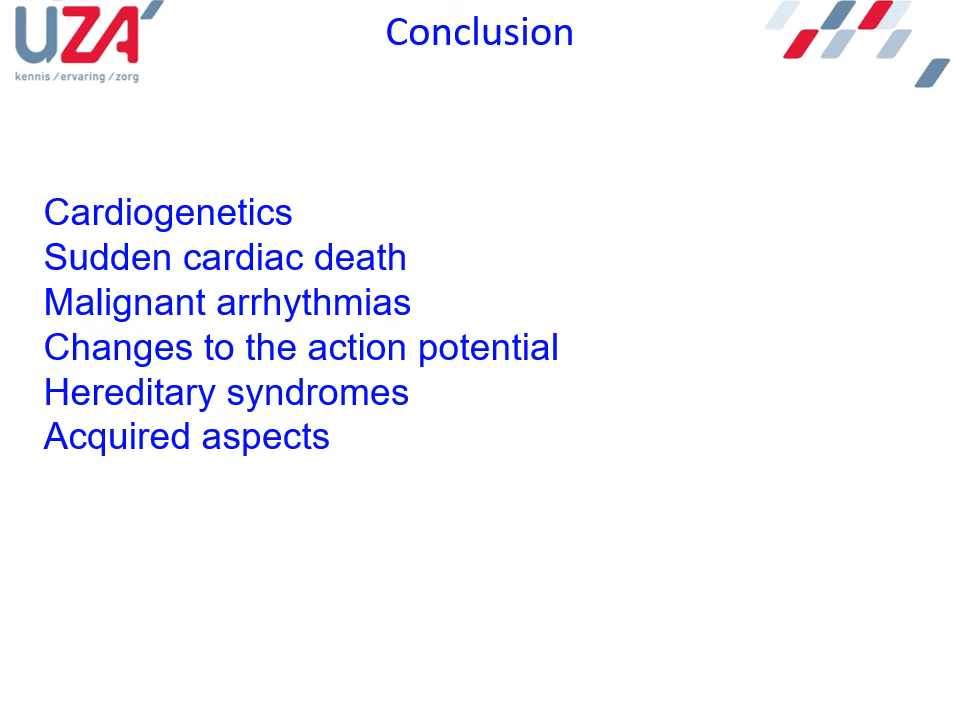 UZA
kennis / ervaring / zorg
Conclusion
Cardiogenetics
Sudden cardiac death
Malignant arrhythmias
Changes to the action potential
Hereditary syndromes
Acquired aspects